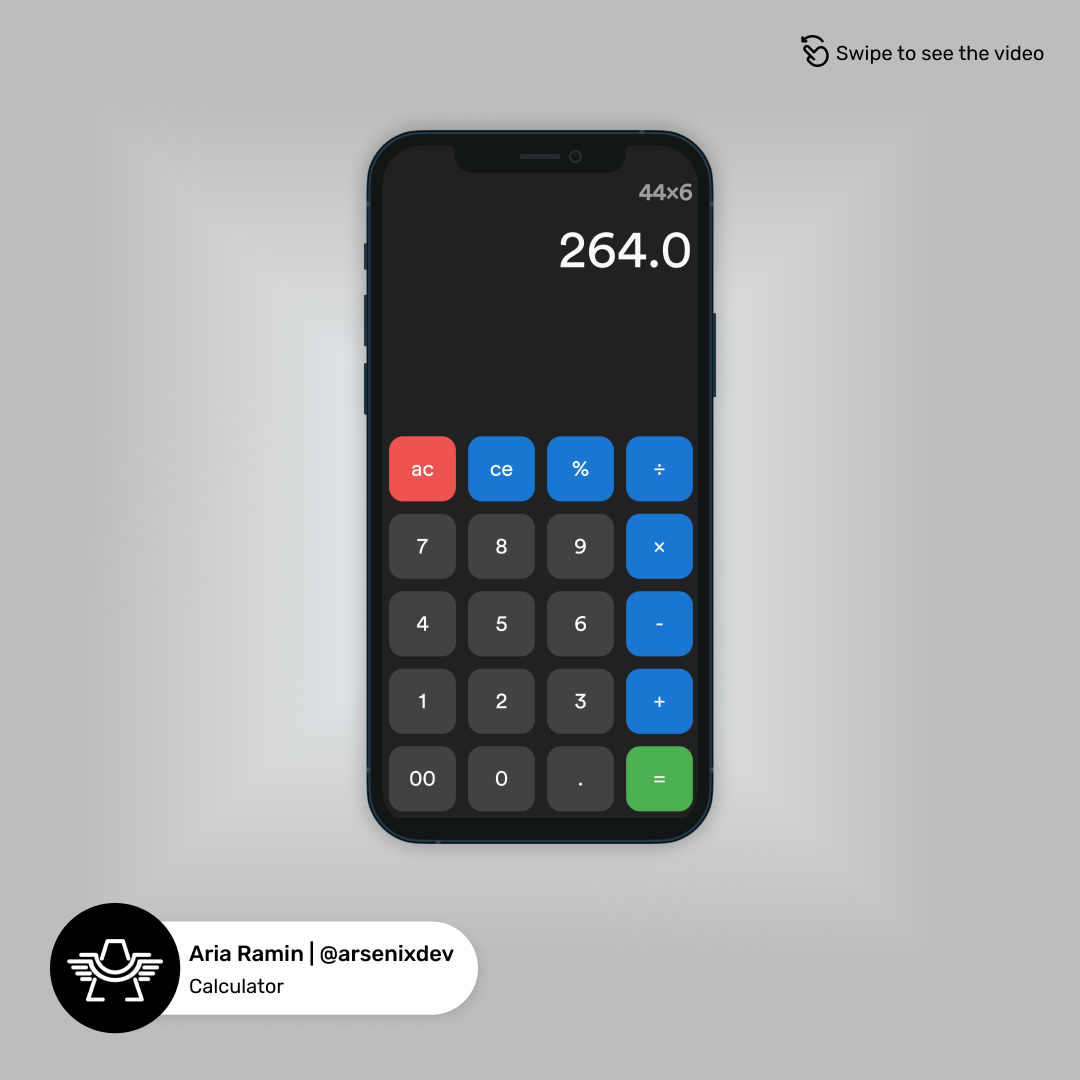 Swipe to see the video
44×6
264.0
ac ce % ÷
7 8 9 ×
4 5 6 -
1 2 3 +
00 0 . =
Aria Ramin | @arsenixdev
Calculator